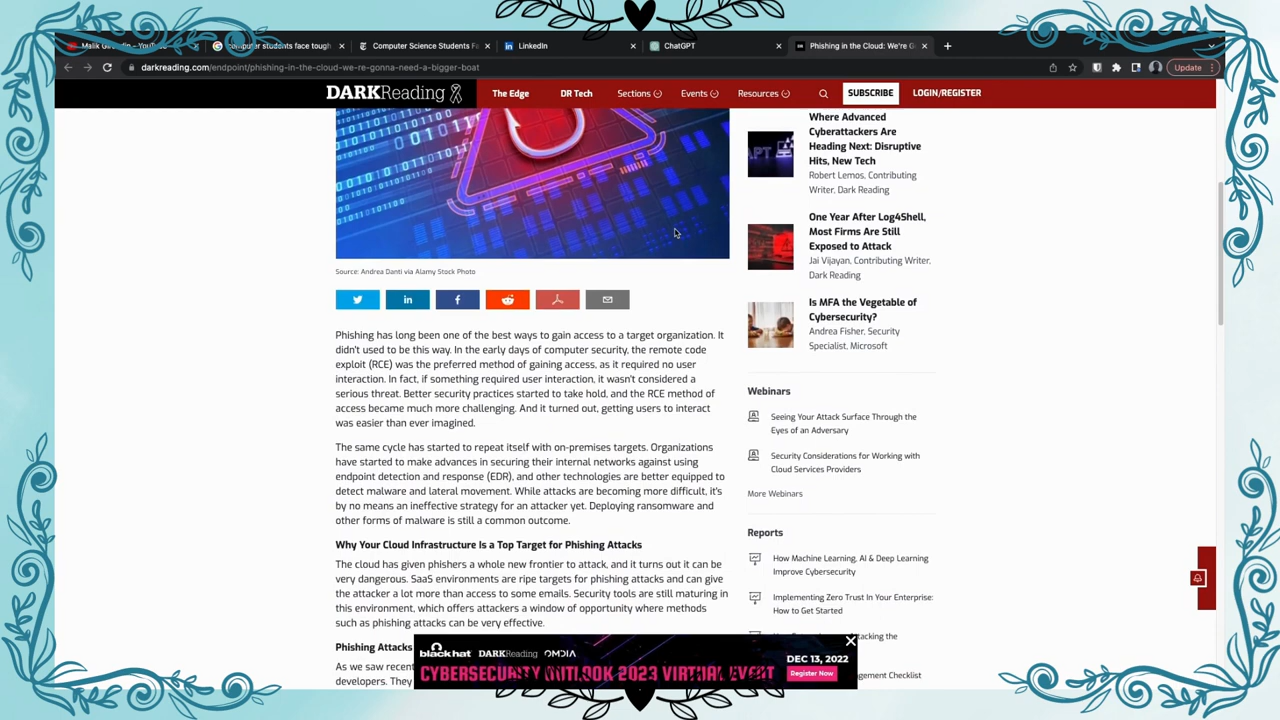 Malik Girondin – YouTube
computer students face tough
Computer Science Students F
LinkedIn
ChatGPT
Phishing in the Cloud: We're G
darkreading.com/endpoint/phishing-in-the-cloud-we-re-gonna-need-a-bigger-boat
Update
DARKReading
The Edge
DR Tech
Sections
Events
Resources
SUBSCRIBE
LOGIN/REGISTER
Source: Andrea Danti via Alamy Stock Photo
Phishing has long been one of the best ways to gain access to a target organization. It
didn't used to be this way. In the early days of computer security, the remote code
exploit (RCE) was the preferred method of gaining access, as it required no user
interaction. In fact, if something required user interaction, it wasn't considered a
serious threat. Better security practices started to take hold, and the RCE method of
access became much more challenging. And it turned out, getting users to interact
was easier than ever imagined.
The same cycle has started to repeat itself with on-premises targets. Organizations
have started to make advances in securing their internal networks against using
endpoint detection and response (EDR), and other technologies are better equipped to
detect malware and lateral movement. While attacks are becoming more difficult, it's
by no means an ineffective strategy for an attacker yet. Deploying ransomware and
other forms of malware is still a common outcome.
Why Your Cloud Infrastructure Is a Top Target for Phishing Attacks
The cloud has given phishers a whole new frontier to attack, and it turns out it can be
very dangerous. SaaS environments are ripe targets for phishing attacks and can give
the attacker a lot more than access to some emails. Security tools are still maturing in
this environment, which offers attackers a window of opportunity where methods
such as phishing attacks can be very effective.
Phishing Attacks
As we saw recent
developers. They
Where Advanced
Cyberattackers Are
Heading Next: Disruptive
Hits, New Tech
Robert Lemos, Contributing
Writer, Dark Reading
One Year After Log4Shell,
Most Firms Are Still
Exposed to Attack
Jai Vijayan, Contributing Writer,
Dark Reading
Is MFA the Vegetable of
Cybersecurity?
Andrea Fisher, Security
Specialist, Microsoft
Webinars
Seeing Your Attack Surface Through the
Eyes of an Adversary
Security Considerations for Working with
Cloud Services Providers
More Webinars
Reports
How Machine Learning, AI & Deep Learning
Improve Cybersecurity
Implementing Zero Trust In Your Enterprise:
How to Get Started
acking the
gement Checklist
black hat DARKReading OMDIA
CYBERSECURITY OUTLOOK 2023 VIRTUAL EVENT
DEC 13, 2022
Register Now